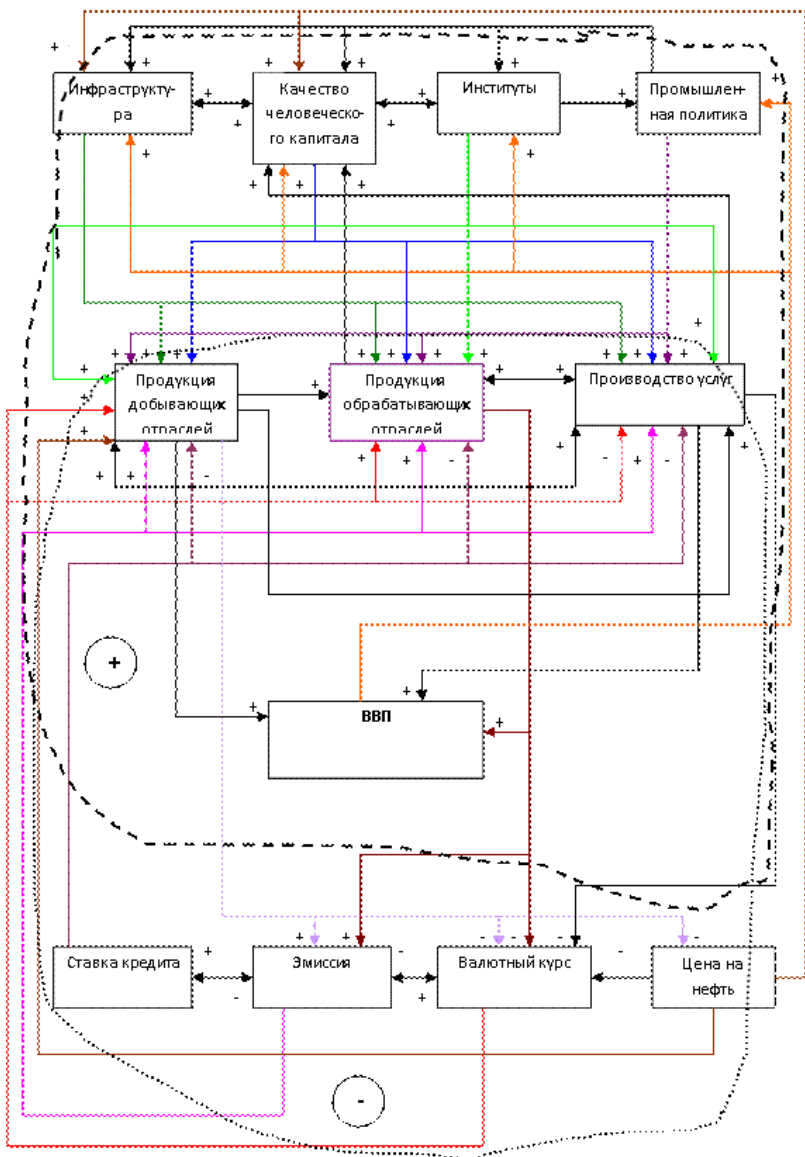 Инфраструкту-
ра
Качество
человеческо-
го капитала
Институты
Промышлен-
ная политика
Продукция
добывающих
отраслей
Продукция
обрабатывающих
отраслей
Производство услуг
+
ВВП
Ставка кредита
Эмиссия
Валютный курс
Цена на
нефть
-